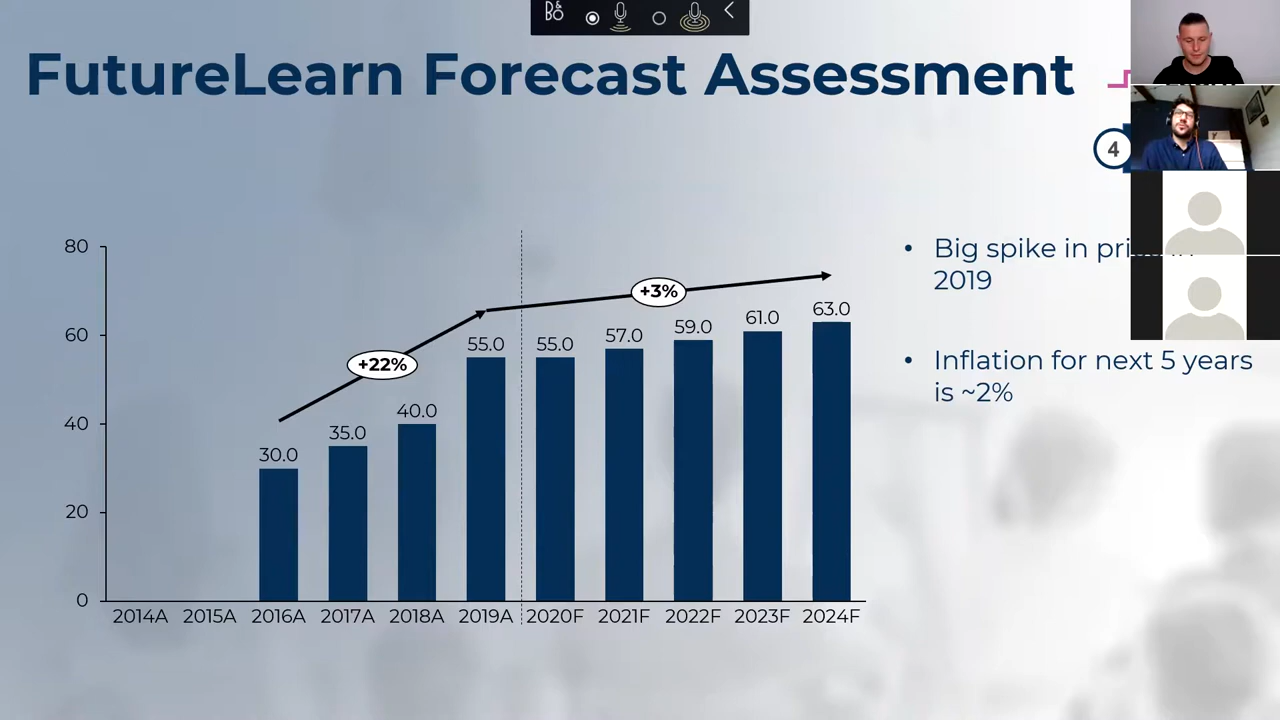 B&
BO
FutureLearn Forecast Assessment
4
80
60
40
20
0
+22%
+3%
30.0
35.0
40.0
55.0
55.0
57.0
59.0
61.0
63.0
2014A 2015A 2016A 2017A 2018A 2019A 2020F 2021F 2022F 2023F 2024F
• Big spike in
2019
• Inflation for next 5 years
is ~2%